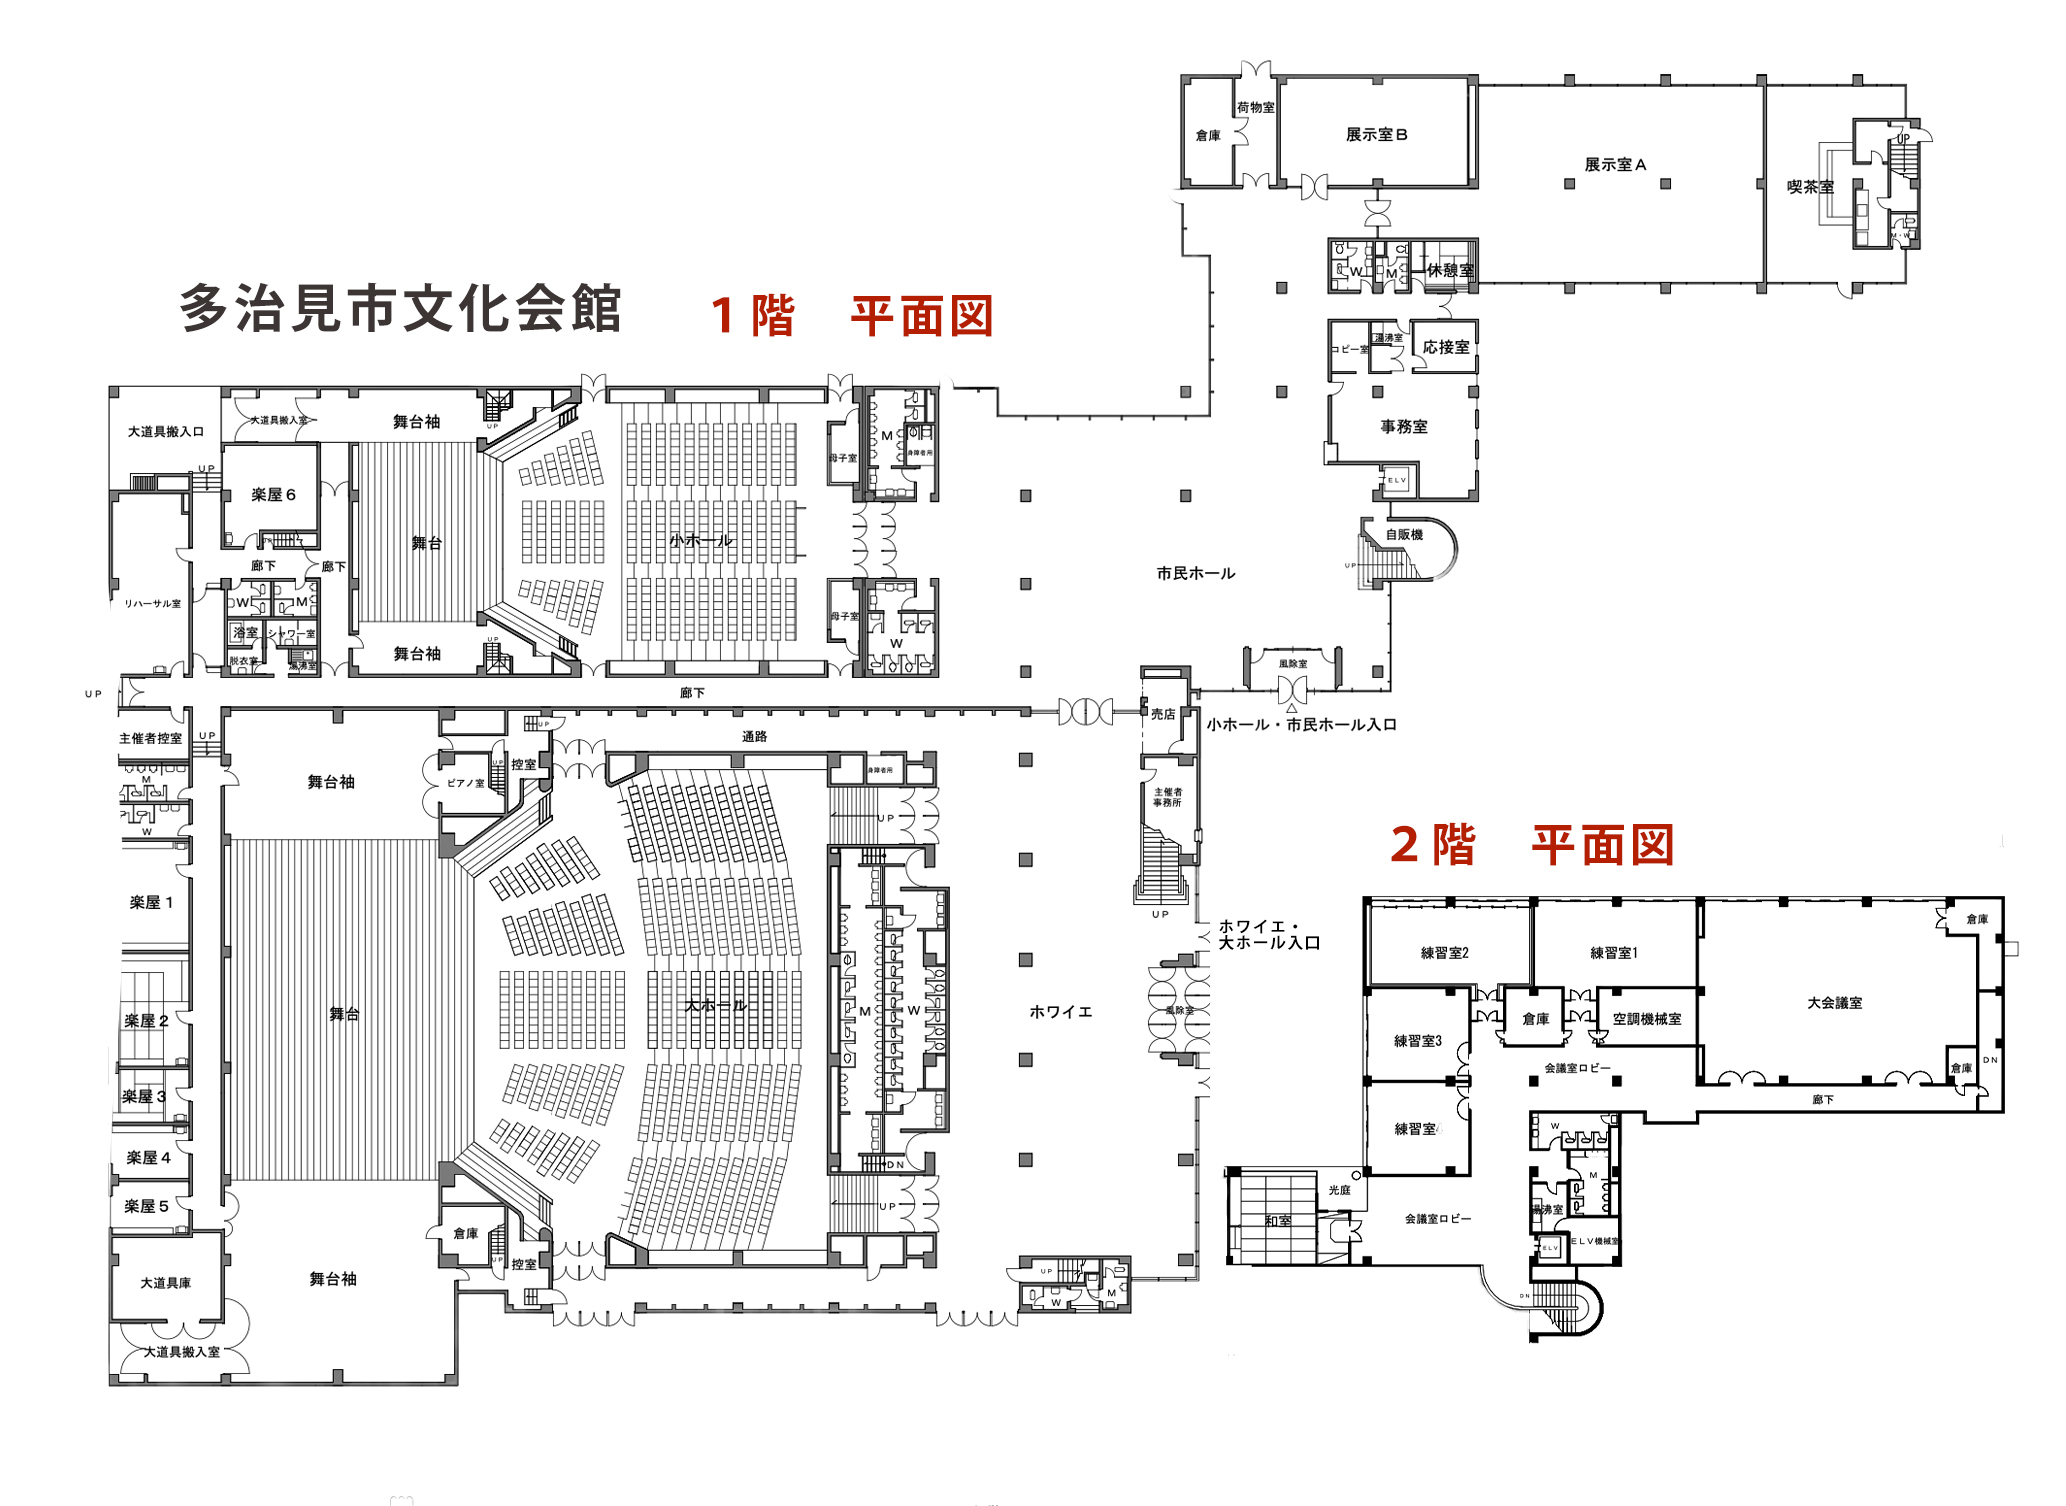 多治見市文化会館
1階 平面図
荷物室
倉庫
展示室B
展示室A
UP
喫茶室
M・W
W
M
休憩室
コピー室
湯沸室
応接室
事務室
ELV
自販機
UP
市民ホール
風除室
小ホール・市民ホール入口
大道具搬入口
大道具搬入室
舞台袖
UP
UP
楽屋6
舞台
小ホール
母子室
M
身障者用
廊下
廊下
リハーサル室
W
M
浴室
シャワー室
脱衣室
湯沸室
舞台袖
UP
母子室
W
UP
廊下
売店
主催者控室
UP
通路
UP
控室
UP
舞台袖
ピアノ室
身障者用
主催者
事務所
M
W
UP
UP
楽屋1
ホワイエ・
大ホール入口
舞台
大ホール
M
W
ホワイエ
風除室
楽屋2
楽屋3
楽屋4
楽屋5
DN
UP
倉庫
UP
控室
舞台袖
大道具庫
大道具搬入室
UP
W
M
2階 平面図
倉庫
練習室2
練習室1
大会議室
倉庫
空調機械室
練習室3
会議室ロビー
倉庫
DN
廊下
練習室
W
M
光庭
和室
会議室ロビー
湯沸室
ELV
ELV機械室
DN